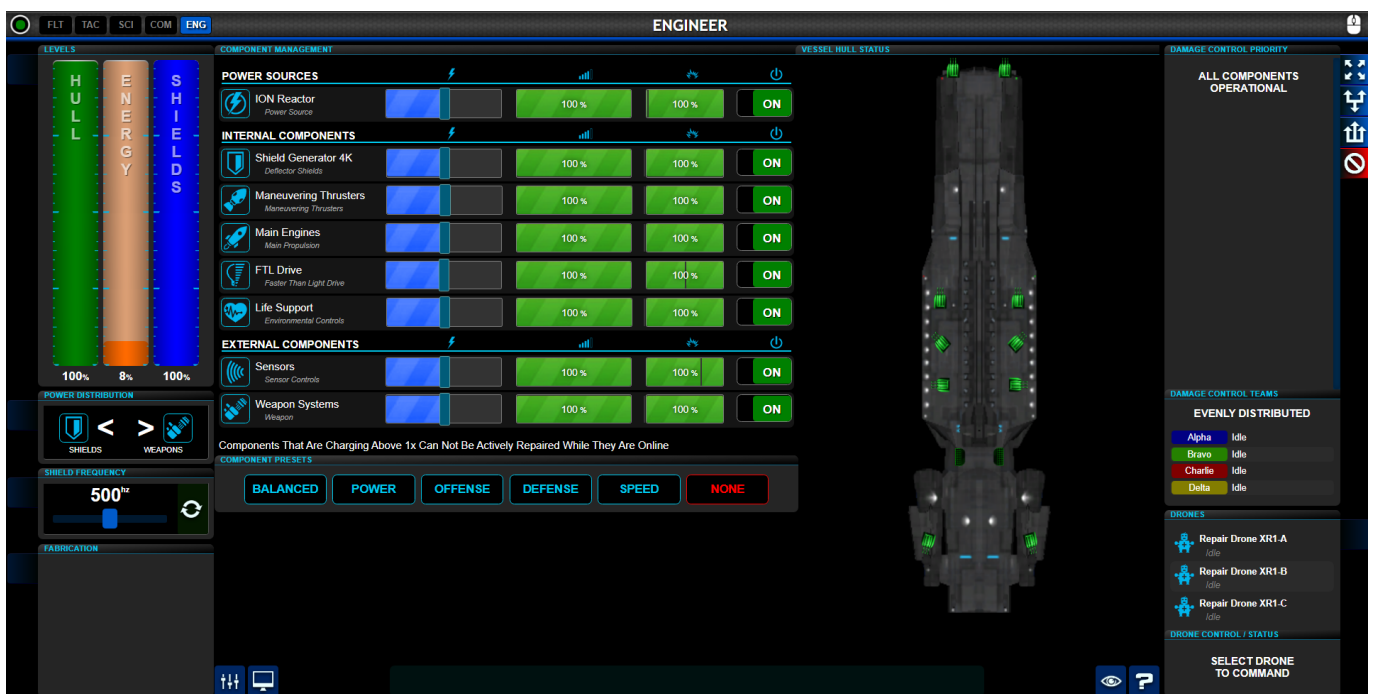 FLT TAC SCI COM ENG
ENGINEER
LEVELS
HULL
ENERGY
SHIELDS
100%
8%
100%
POWER DISTRIBUTION
< >
SHIELDS
WEAPONS
SHIELD FREQUENCY
500hz
FABRICATION
COMPONENT MANAGEMENT
POWER SOURCES
ION Reactor
Power Source
100 %
100 %
ON
INTERNAL COMPONENTS
Shield Generator 4K
Deflector Shields
100 %
100 %
ON
Maneuvering Thrusters
Maneuvering Thrusters
100 %
100 %
ON
Main Engines
Main Propulsion
100 %
100 %
ON
FTL Drive
Faster Than Light Drive
100 %
100 %
ON
Life Support
Environmental Controls
100 %
100 %
ON
EXTERNAL COMPONENTS
Sensors
Sensor Controls
100 %
100 %
ON
Weapon Systems
Weapon
100 %
100 %
ON
Components That Are Charging Above 1x Can Not Be Actively Repaired While They Are Online
COMPONENT PRESETS
BALANCED POWER OFFENSE DEFENSE SPEED NONE
VESSEL HULL STATUS
?
DAMAGE CONTROL PRIORITY
ALL COMPONENTS
OPERATIONAL
DAMAGE CONTROL TEAMS
EVENLY DISTRIBUTED
Alpha Idle
Bravo Idle
Charlie Idle
Delta Idle
DRONES
Repair Drone XR1-A
Idle
Repair Drone XR1-B
Idle
Repair Drone XR1-C
Idle
DRONE CONTROL / STATUS
SELECT DRONE
TO COMMAND